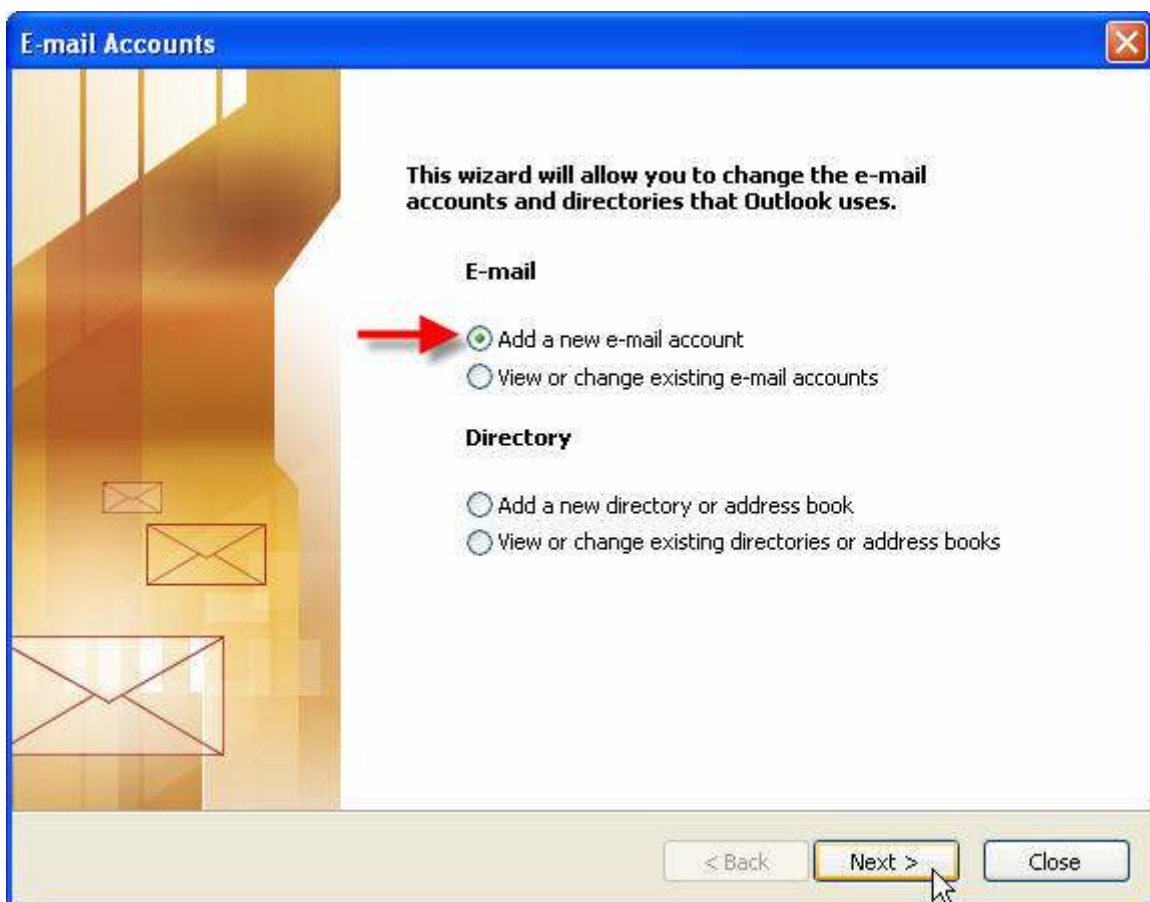 E-mail Accounts
This wizard will allow you to change the e-mail
accounts and directories that Outlook uses.
E-mail
Add a new e-mail account
View or change existing e-mail accounts
Directory
Add a new directory or address book
View or change existing directories or address books
< Back Next > Close